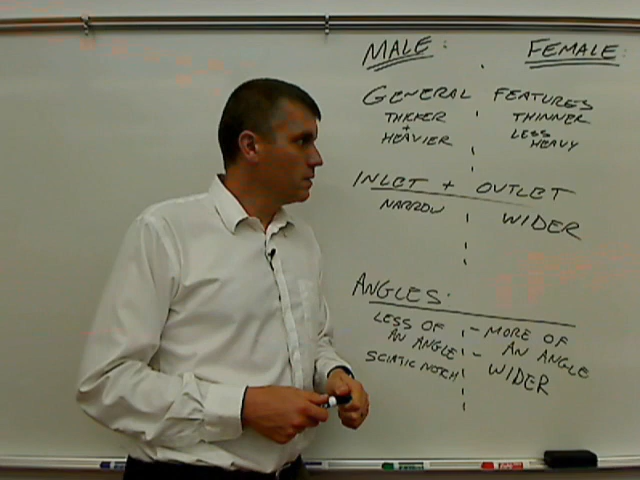 MALE: FEMALE:
GENERAL FEATURES
THICKER THINNER
+ LESS
HEAVIER HEAVY
INLET + OUTLET
NARROW WIDER
ANGLES:
LESS OF - MORE OF
AN ANGLE AN ANGLE
SCIATIC NOTCH - WIDER